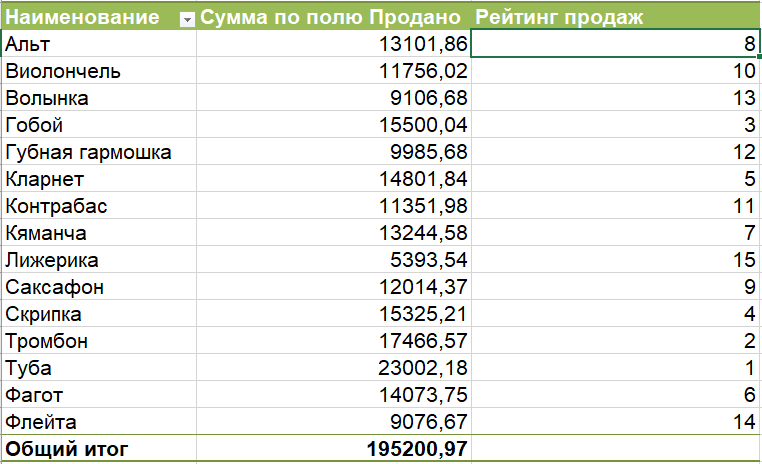 Наименование Сумма по полю Продано Рейтинг продаж
Альт 13101,86 8
Виолончель 11756,02 10
Волынка 9106,68 13
Гобой 15500,04 3
Губная гармошка 9985,68 12
Кларнет 14801,84 5
Контрабас 11351,98 11
Кяманча 13244,58 7
Лижерика 5393,54 15
Саксафон 12014,37 9
Скрипка 15325,21 4
Тромбон 17466,57 2
Туба 23002,18 1
Фагот 14073,75 6
Флейта 9076,67 14
Общий итог 195200,97